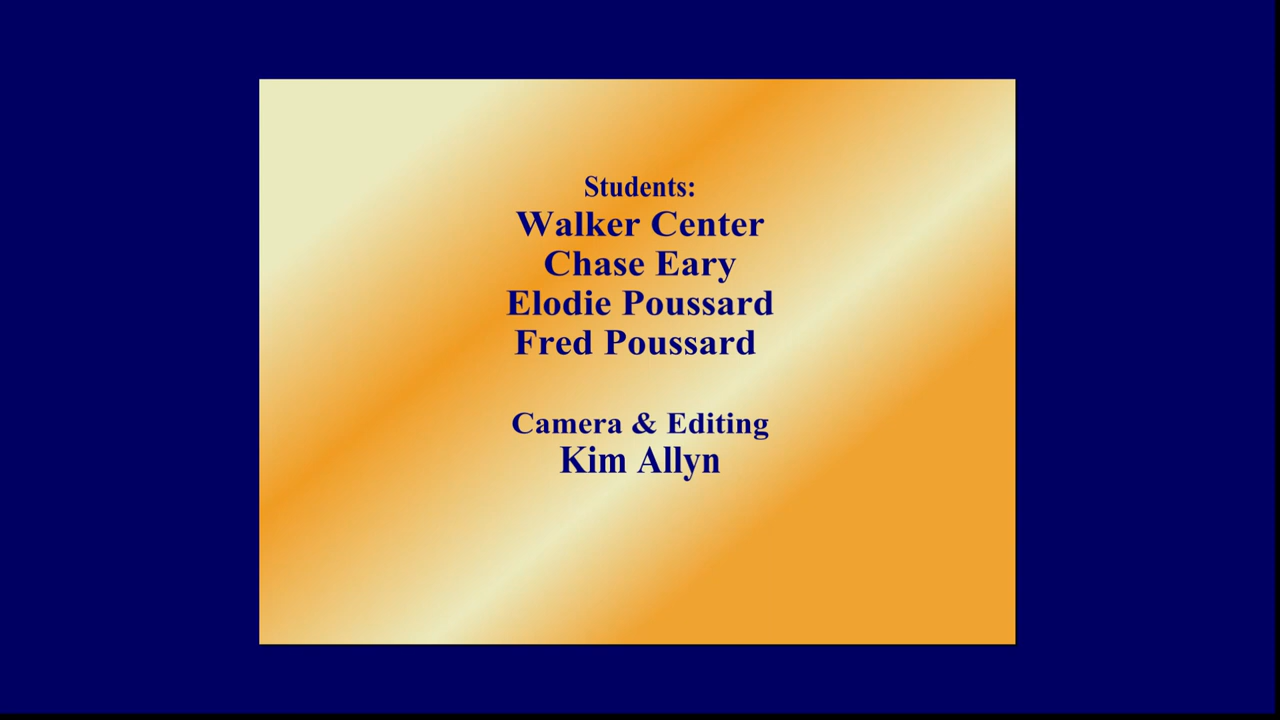 Students:
Walker Center
Chase Eary
Elodie Poussard
Fred Poussard
Camera & Editing
Kim Allyn